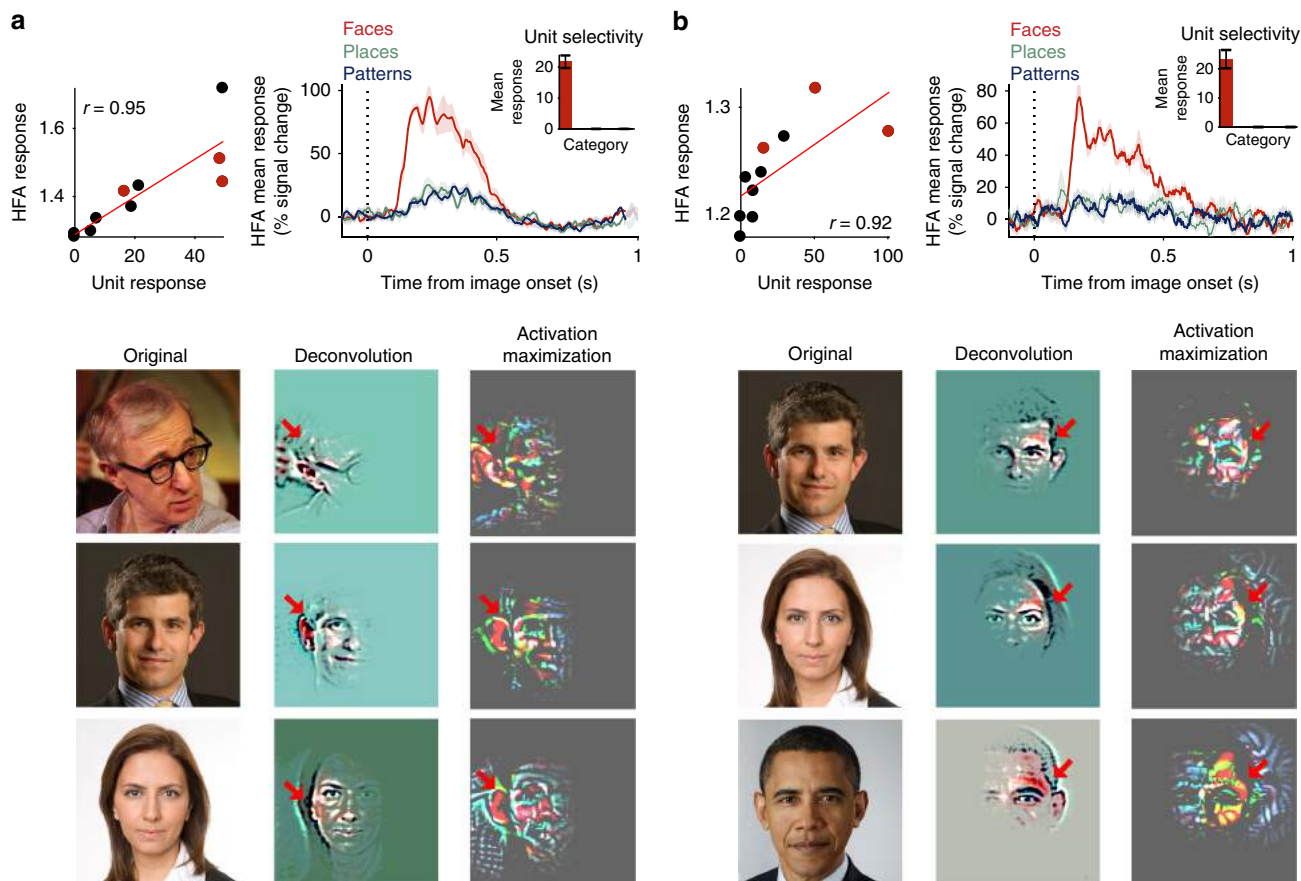 a
Faces
Places
Patterns
Unit selectivity
Mean
response
20
10
0
Category
HFA response
1.6
1.4
r = 0.95
0
20
40
Unit response
HFA mean response
(% signal change)
100
50
0
0
0.5
1
Time from image onset (s)
Original
Deconvolution
Activation
maximization
b
Faces
Places
Patterns
Unit selectivity
Mean
response
20
10
0
Category
HFA response
1.3
1.2
r = 0.92
0
50
100
Unit response
HFA mean response
(% signal change)
80
60
40
20
0
0
0.5
1
Time from image onset (s)
Original
Deconvolution
Activation
maximization